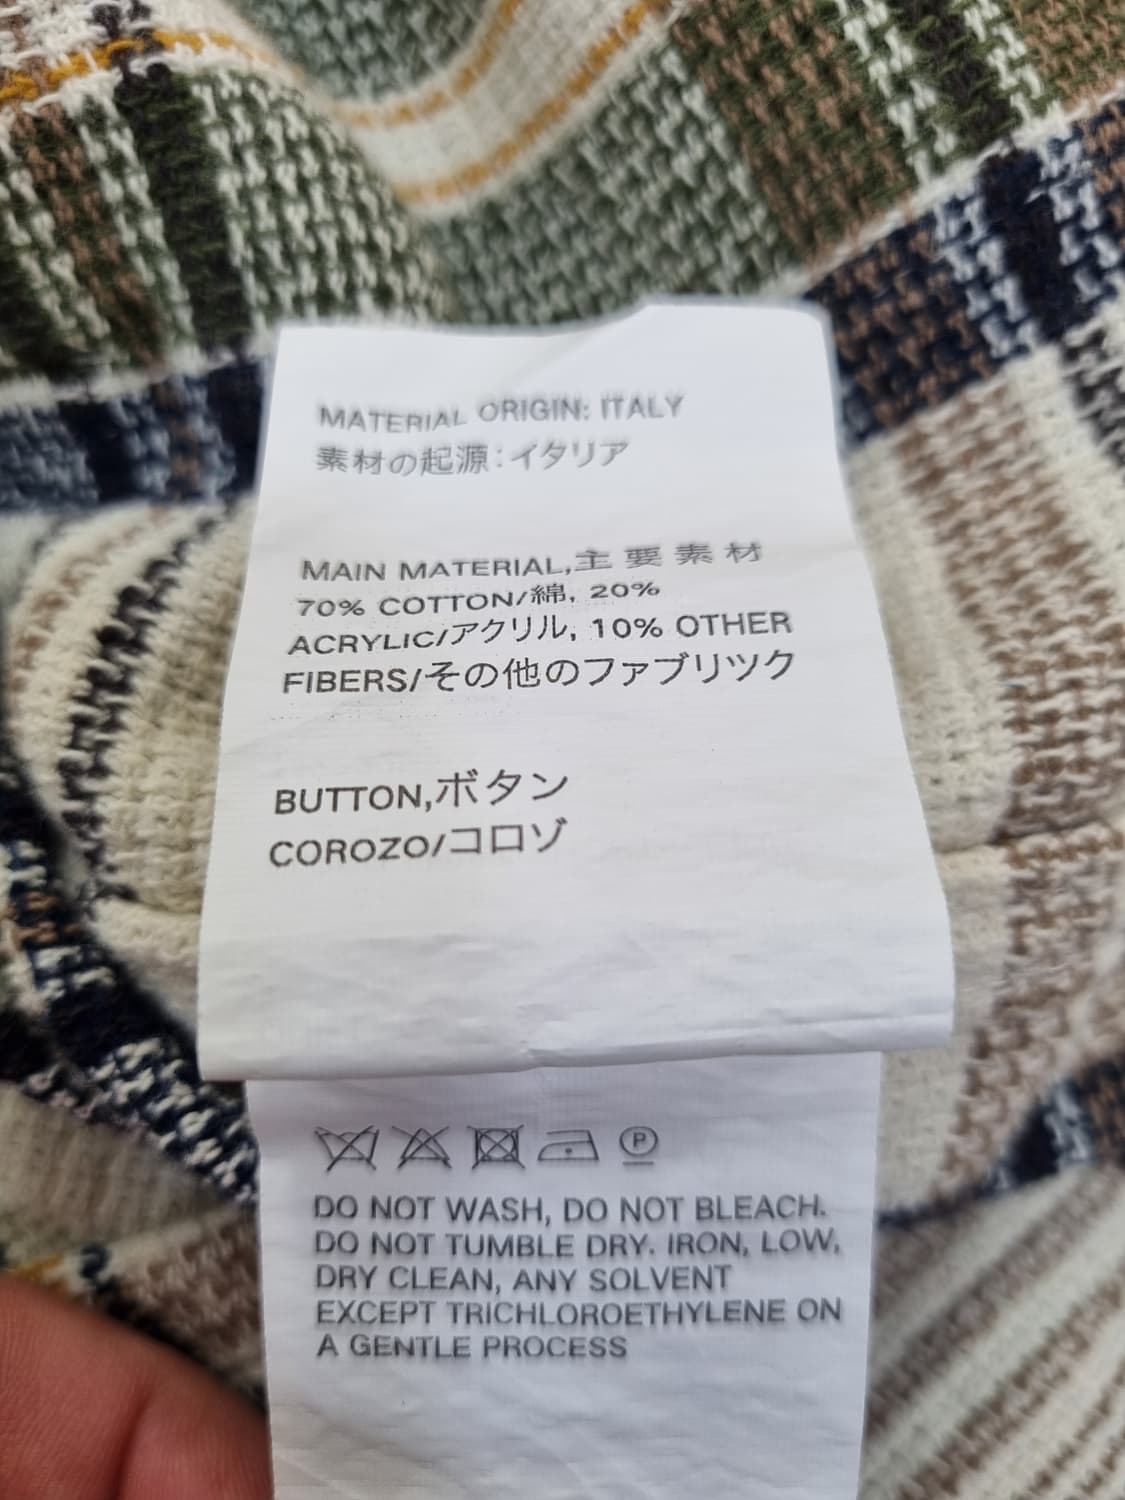 MATERIAL ORIGIN: ITALY
素材の起源:イタリア
MAIN MATERIAL,主要素材
70% COTTON/綿, 20%
ACRYLIC/アクリル, 10% OTHER
FIBERS/その他のファブリツク
BUTTON,ボタン
COROZO/コロゾ
P
DO NOT WASH, DO NOT BLEACH.
DO NOT TUMBLE DRY. IRON, LOW,
DRY CLEAN, ANY SOLVENT
EXCEPT TRICHLOROETHYLENE ON
A GENTLE PROCESS